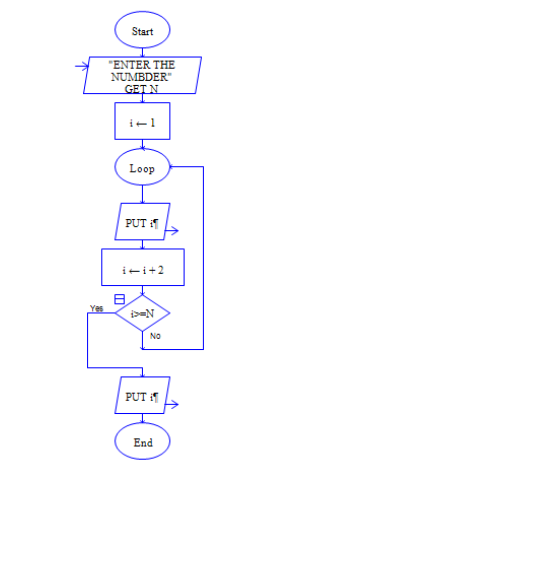 Start
"ENTER THE
NUMBDER"
GET N
i ← 1
Loop
PUT i¶
i ← i + 2
Yes
i>=N
No
PUT i¶
End